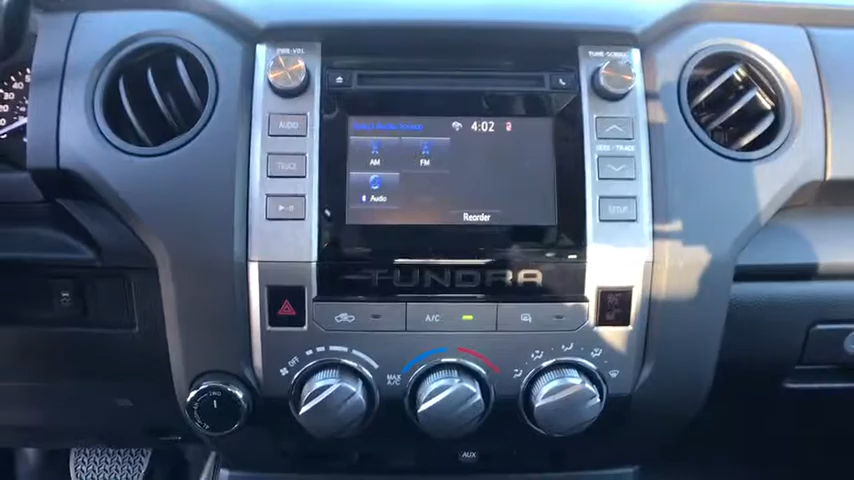 PWR·VOL
TUNE·SCROLL
AUDIO
TRUCK
4:02
AM
FM
Audio
Reorder
SEEK / TRACK
SETUP
TUNDRA
A/C
OFF
MAX
A/C
2WD
AUX